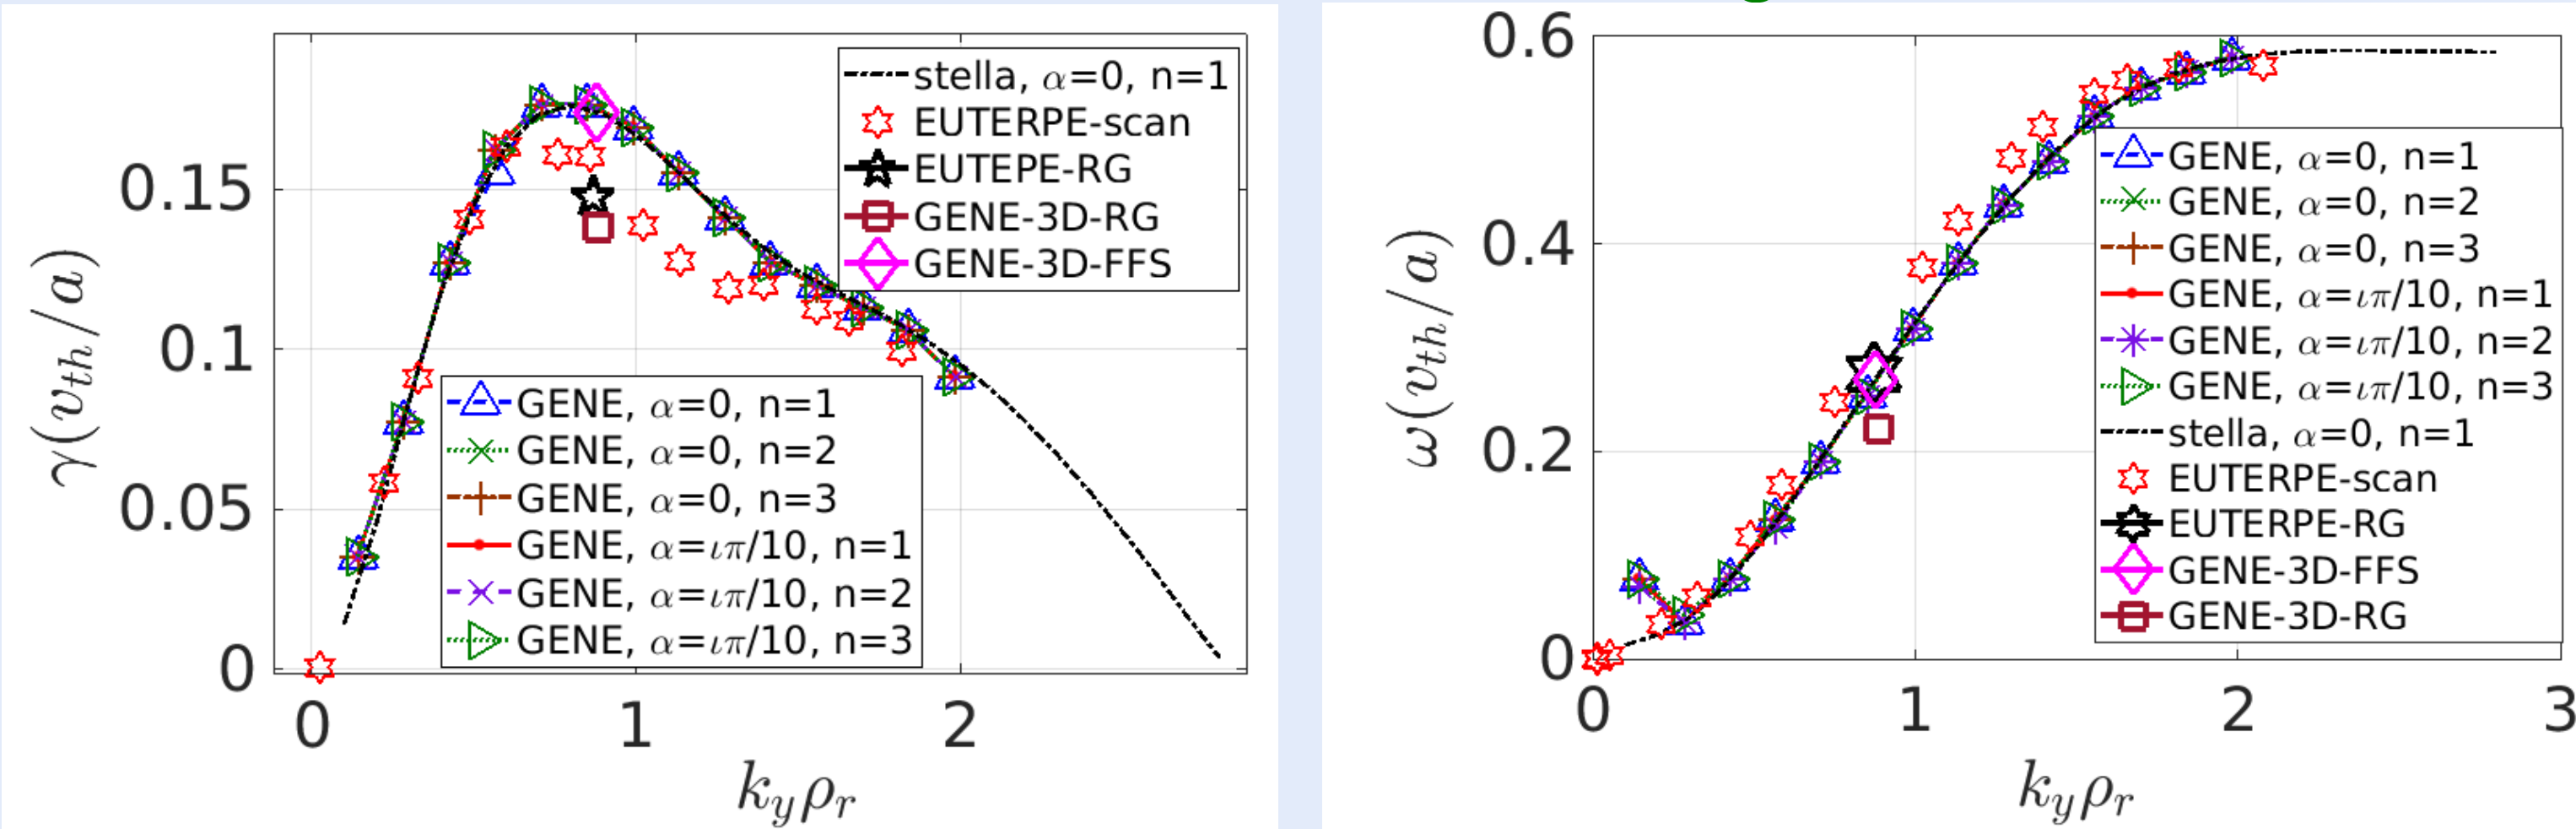 γ(v_th/a)
0.15
0.1
0.05
0
0 1 2
k_yρ_r
stella, α=0, n=1
EUTERPE-scan
EUTEPE-RG
GENE-3D-RG
GENE-3D-FFS
GENE, α=0, n=1
GENE, α=0, n=2
GENE, α=0, n=3
GENE, α=ιπ/10, n=1
GENE, α=ιπ/10, n=2
GENE, α=ιπ/10, n=3
ω(v_th/a)
0.6
0.4
0.2
0
0 1 2 3
k_yρ_r
GENE, α=0, n=1
GENE, α=0, n=2
GENE, α=0, n=3
GENE, α=ιπ/10, n=1
GENE, α=ιπ/10, n=2
GENE, α=ιπ/10, n=3
stella, α=0, n=1
EUTERPE-scan
EUTERPE-RG
GENE-3D-FFS
GENE-3D-RG